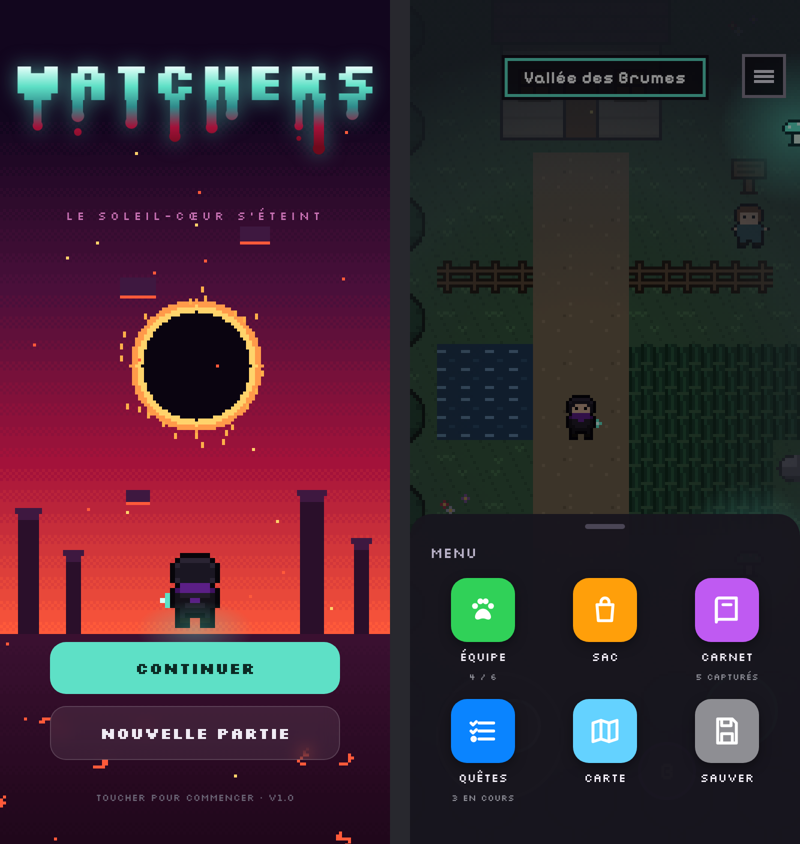 WATCHERS
LE SOLEIL-CŒUR S'ÉTEINT
CONTINUER
NOUVELLE PARTIE
TOUCHER POUR COMMENCER · V1.0
Vallée des Brumes
MENU
ÉQUIPE
4 / 6
SAC
CARNET
5 CAPTURÉS
QUÊTES
3 EN COURS
CARTE
SAUVER